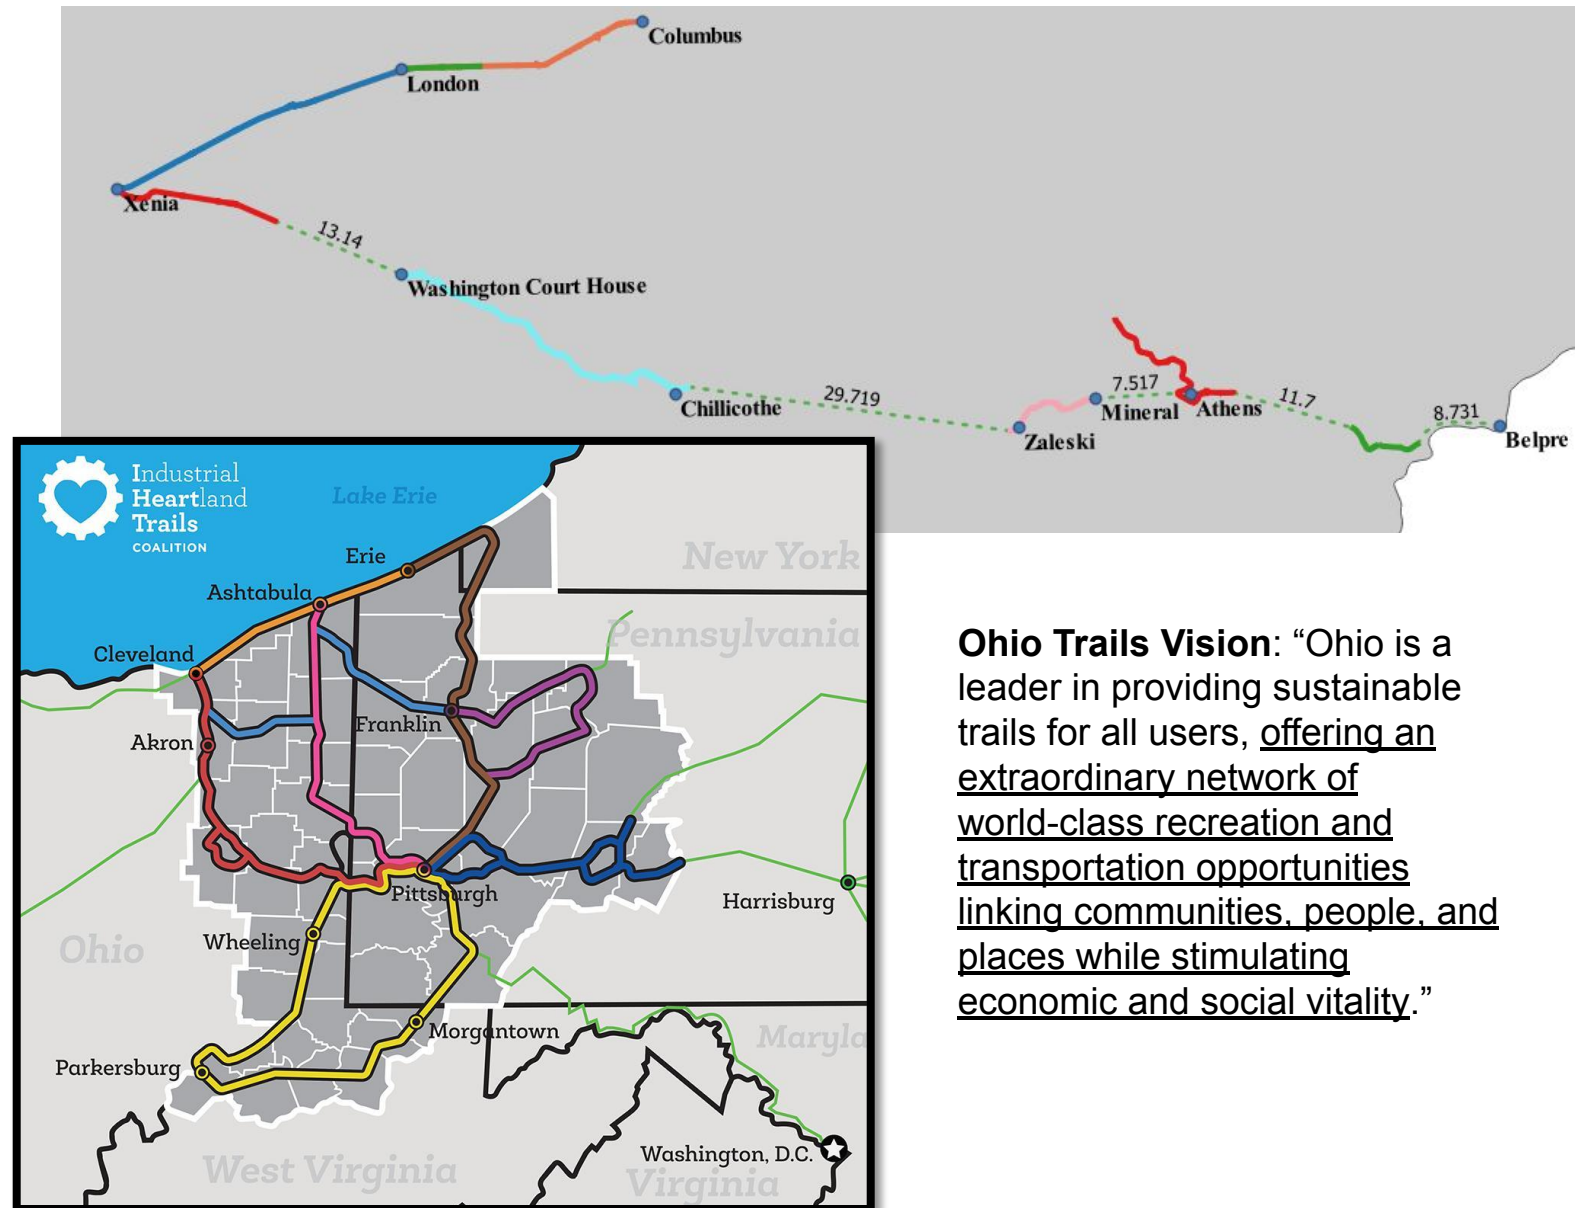 Columbus
London
Xenia
13.14
Washington Court House
Chillicothe
29.719
Zaleski
7.517
Mineral
Athens
11.7
8.731
Belpre
Industrial
Heartland
Trails
COALITION
Lake Erie
Erie
New York
Ashtabula
Pennsylvania
Cleveland
Franklin
Akron
Pittsburgh
Harrisburg
Wheeling
Ohio
Morgantown
Maryla
Parkersburg
Washington, D.C.
West Virginia
Virginia
Ohio Trails Vision: “Ohio is a
leader in providing sustainable
trails for all users, offering an
extraordinary network of
world-class recreation and
transportation opportunities
linking communities, people, and
places while stimulating
economic and social vitality.”